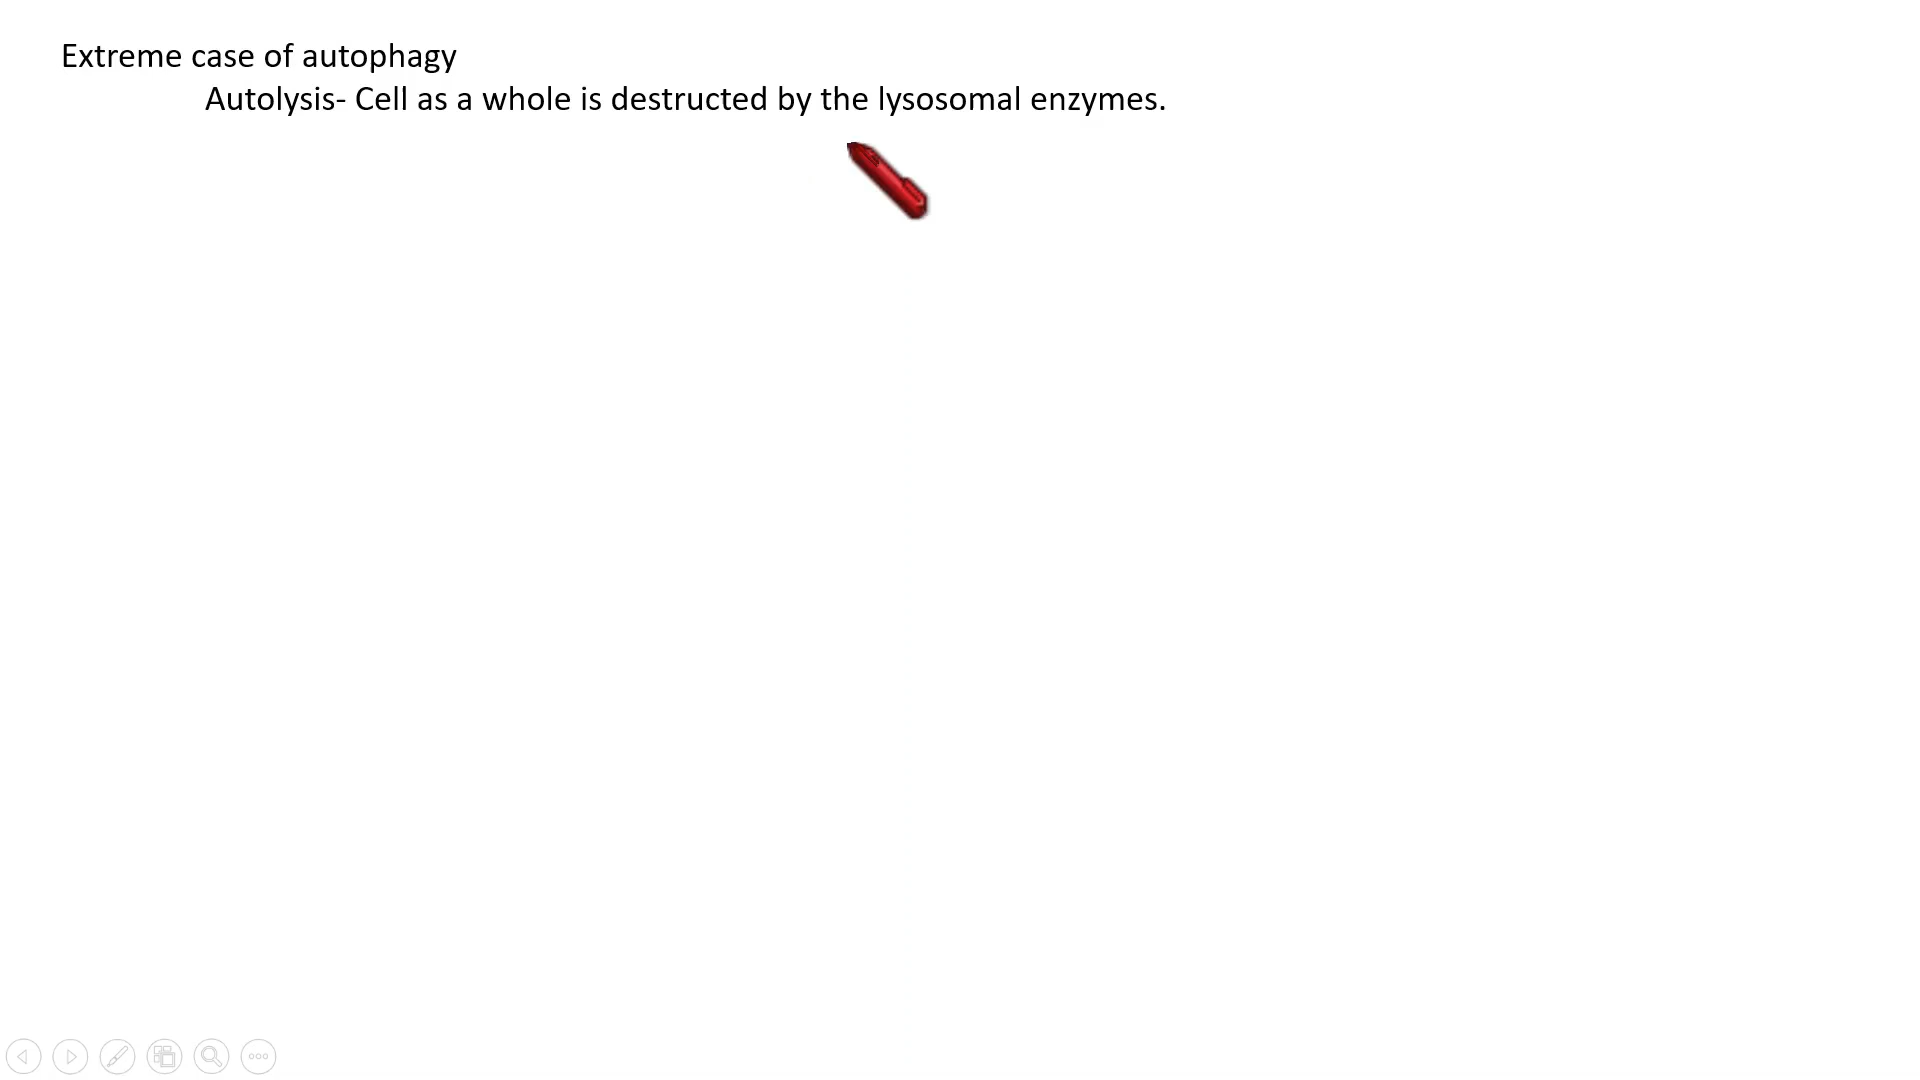 Extreme case of autophagy
Autolysis- Cell as a whole is destructed by the lysosomal enzymes.